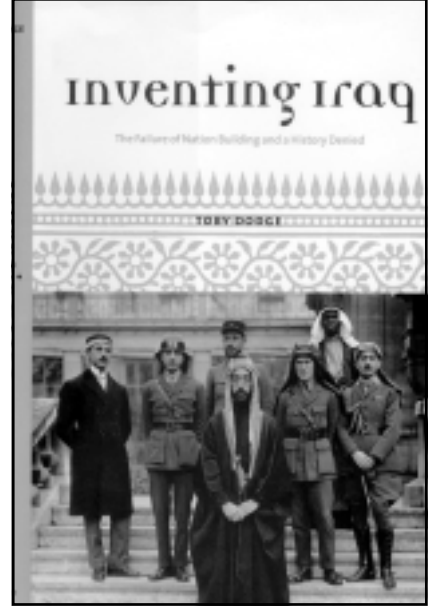 Inventing Iraq
The Failure of Nation Building and a History Denied
TOBY DODGE